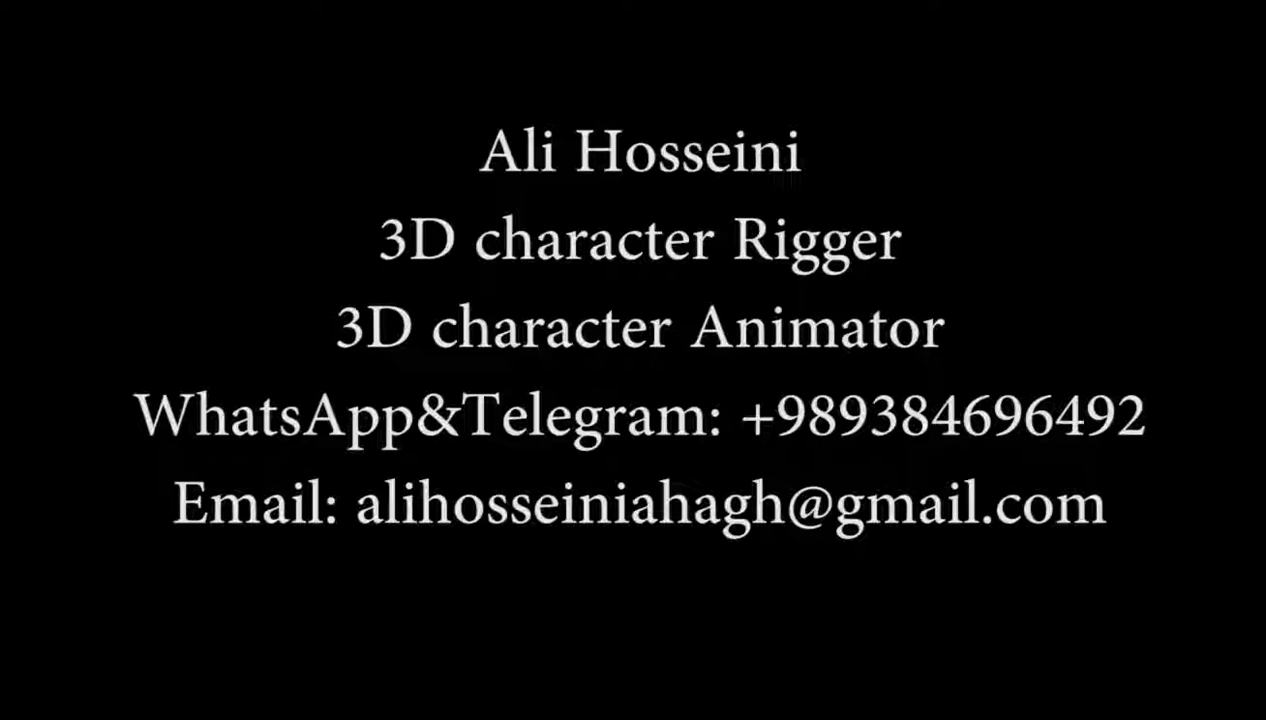 Ali Hosseini
3D character Rigger
3D character Animator
WhatsApp&Telegram: +989384696492
Email: alihosseiniahagh@gmail.com